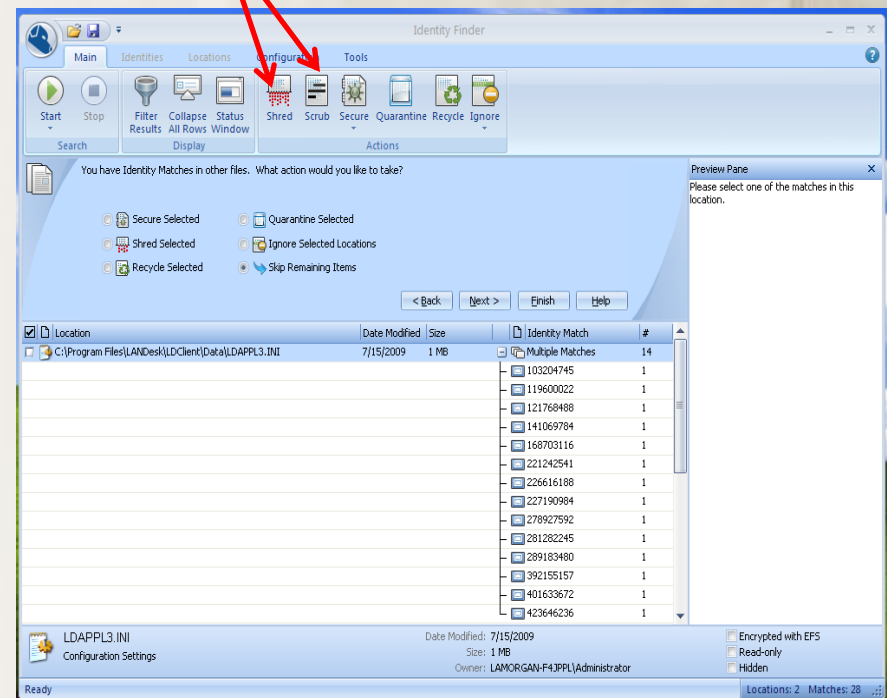 Identity Finder
Main Identities Locations Configurat Tools
Start Stop Filter Results Collapse All Rows Status Window Shred Scrub Secure Quarantine Recycle Ignore
Search Display Actions
You have Identity Matches in other files. What action would you like to take?
Secure Selected Quarantine Selected
Shred Selected Ignore Selected Locations
Recycle Selected Skip Remaining Items
< Back Next > Finish Help
Preview Pane X
Please select one of the matches in this
location.
Location Date Modified Size Identity Match #
C:\Program Files\LANDesk\LDClient\Data\LDAPPL3.INI 7/15/2009 1 MB Multiple Matches 14
103204745 1
119600022 1
121768488 1
141069784 1
168703116 1
221242541 1
226616188 1
227190984 1
278927592 1
281282245 1
289183480 1
392155157 1
401633672 1
423646236 1
LDAPPL3.INI Date Modified: 7/15/2009 Encrypted with EFS
Configuration Settings Size: 1 MB Read-only
Owner: LAMORGAN-F4JPPL\Administrator Hidden
Ready Locations: 2 Matches: 28